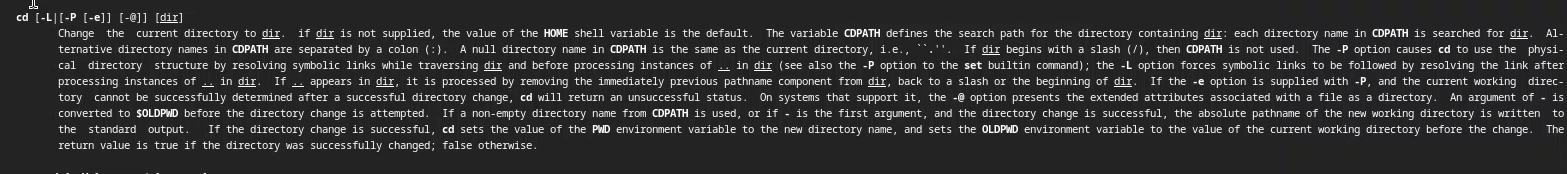 cd [-L|[-P [-e]] [-@]] [dir]
Change the current directory to dir. if dir is not supplied, the value of the HOME shell variable is the default. The variable CDPATH defines the search path for the directory containing dir: each directory name in CDPATH is searched for dir. Al-
ternative directory names in CDPATH are separated by a colon (:). A null directory name in CDPATH is the same as the current directory, i.e., ``.''. If dir begins with a slash (/), then CDPATH is not used. The -P option causes cd to use the physi-
cal directory structure by resolving symbolic links while traversing dir and before processing instances of .. in dir (see also the -P option to the set builtin command); the -L option forces symbolic links to be followed by resolving the link after
processing instances of .. in dir. If .. appears in dir, it is processed by removing the immediately previous pathname component from dir, back to a slash or the beginning of dir. If the -e option is supplied with -P, and the current working direc-
tory cannot be successfully determined after a successful directory change, cd will return an unsuccessful status. On systems that support it, the -@ option presents the extended attributes associated with a file as a directory. An argument of - is
converted to $OLDPWD before the directory change is attempted. If a non-empty directory name from CDPATH is used, or if - is the first argument, and the directory change is successful, the absolute pathname of the new working directory is written to
the standard output. If the directory change is successful, cd sets the value of the PWD environment variable to the new directory name, and sets the OLDPWD environment variable to the value of the current working directory before the change. The
return value is true if the directory was successfully changed; false otherwise.